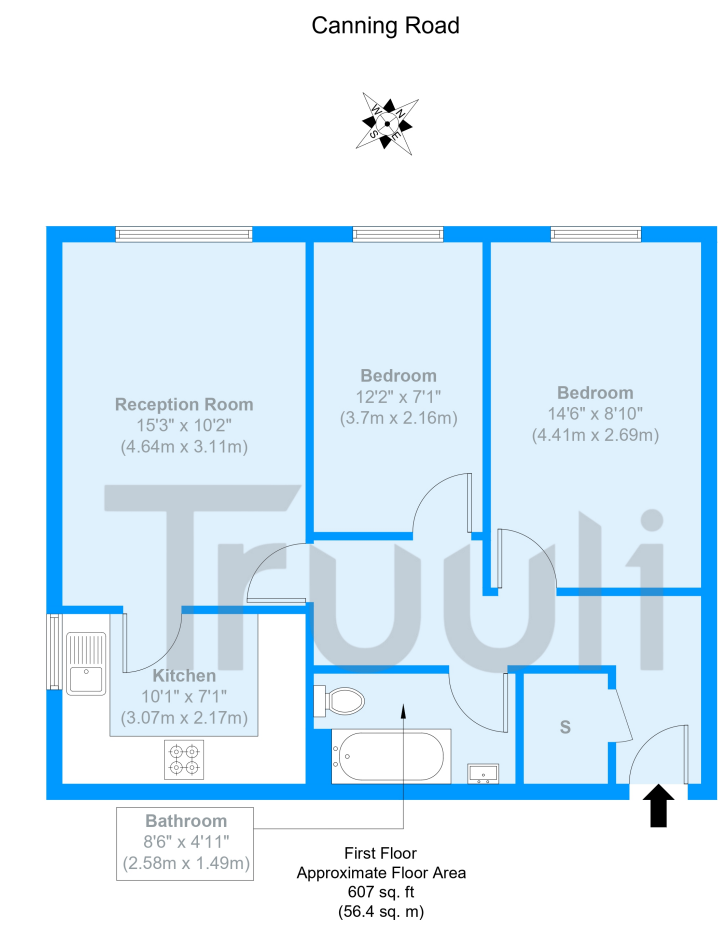 Canning Road
N
W
E
S
Reception Room
15'3" x 10'2"
(4.64m x 3.11m)
Bedroom
12'2" x 7'1"
(3.7m x 2.16m)
Bedroom
14'6" x 8'10"
(4.41m x 2.69m)
Truuli
Kitchen
10'1" x 7'1"
(3.07m x 2.17m)
S
Bathroom
8'6" x 4'11"
(2.58m x 1.49m)
First Floor
Approximate Floor Area
607 sq. ft
(56.4 sq. m)